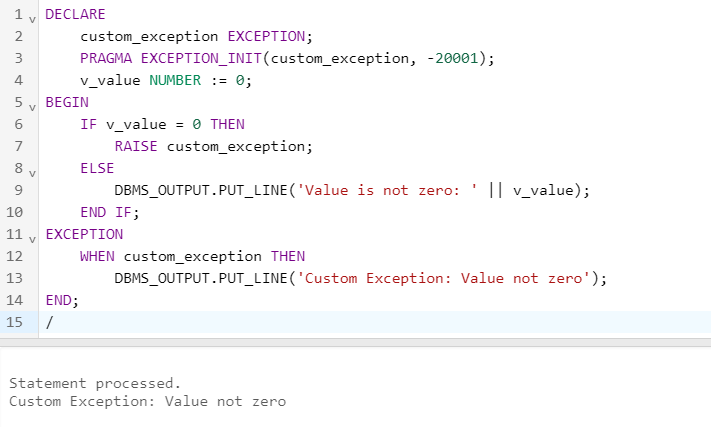 1 DECLARE
2     custom_exception EXCEPTION;
3     PRAGMA EXCEPTION_INIT(custom_exception, -20001);
4     v_value NUMBER := 0;
5 BEGIN
6     IF v_value = 0 THEN
7         RAISE custom_exception;
8     ELSE
9         DBMS_OUTPUT.PUT_LINE('Value is not zero: ' || v_value);
10     END IF;
11 EXCEPTION
12     WHEN custom_exception THEN
13         DBMS_OUTPUT.PUT_LINE('Custom Exception: Value not zero');
14 END;
15 /
Statement processed.
Custom Exception: Value not zero